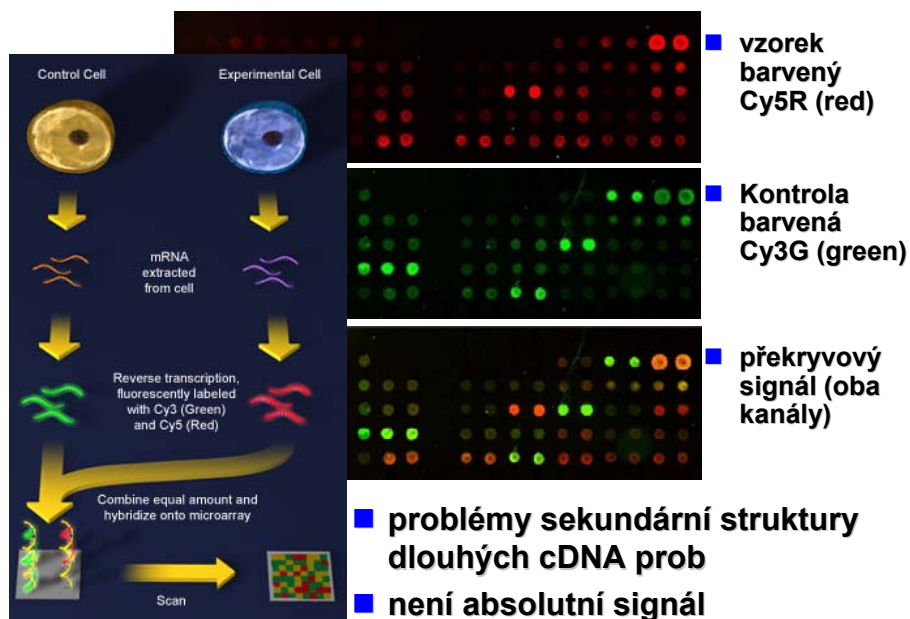 Control Cell
Experimental Cell
mRNA
extracted
from cell
Reverse transcription,
fluorescently labeled
with Cy3 (Green)
and Cy5 (Red)
Combine equal amount and
hybridize onto microarray
Scan
vzorek
barvený
Cy5R (red)
Kontrola
barvená
Cy3G (green)
překryvový
signál (oba
kanály)
problémy sekundární struktury
dlouhých cDNA prob
není absolutní signál